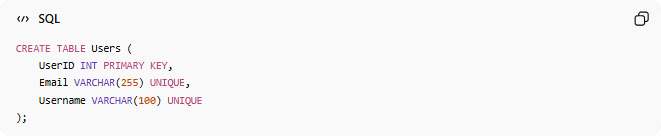 </> SQL
CREATE TABLE Users (
    UserID INT PRIMARY KEY,
    Email VARCHAR(255) UNIQUE,
    Username VARCHAR(100) UNIQUE
);